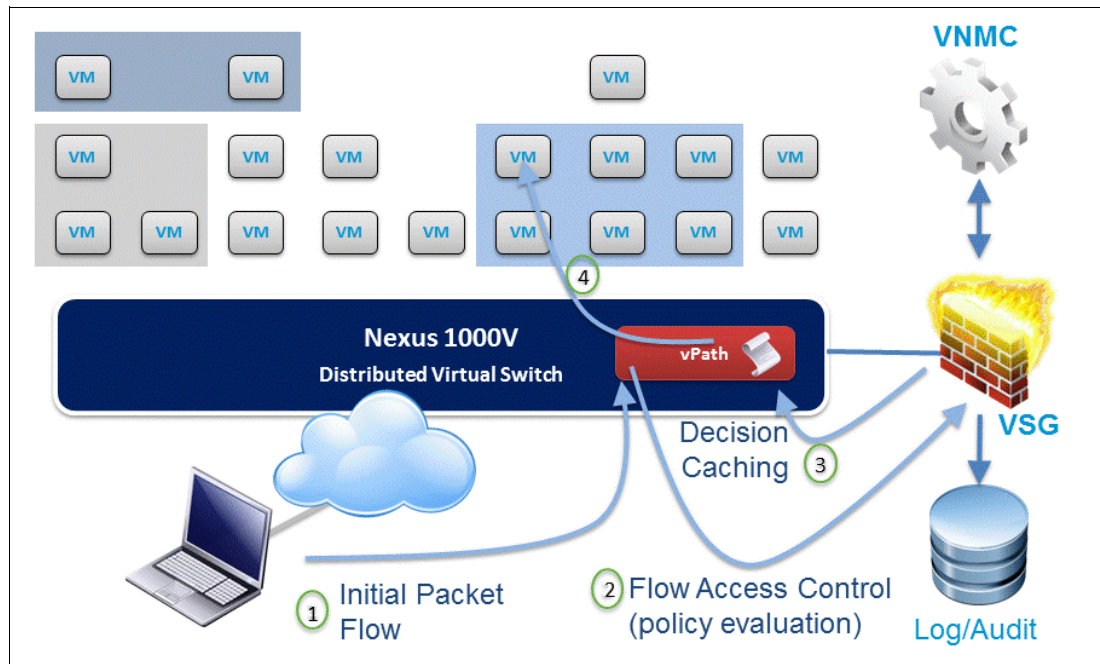 VM VM VM
VNMC
VM VM VM VM VM VM VM
VM VM VM VM VM VM VM VM VM
4
Nexus 1000V
Distributed Virtual Switch
vPath
VSG
Decision
Caching
3
1
Initial Packet
Flow
2
Flow Access Control
(policy evaluation)
Log/Audit